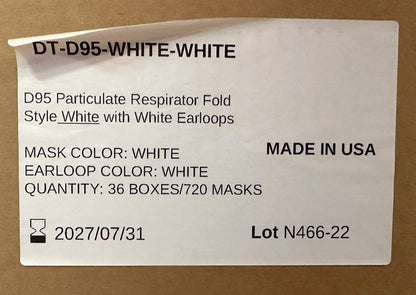 DT-D95-WHITE-WHITE
D95 Particulate Respirator Fold
Style White with White Earloops
MASK COLOR: WHITE
MADE IN USA
EARLOOP COLOR: WHITE
QUANTITY: 36 BOXES/720 MASKS
2027/07/31
Lot N466-22